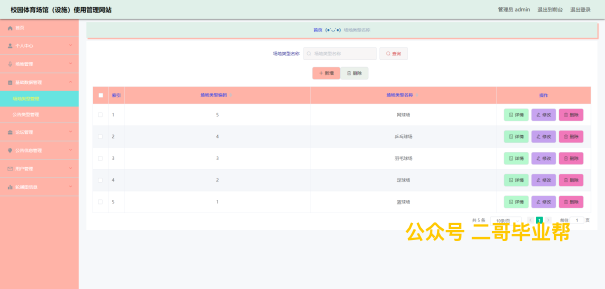 校园体育场馆（设施）使用管理网站
管理员 admin 退出到前台 退出登录
首页 (●'◡'●) 场地类型管理
首页
个人中心
场地管理
基础数据管理
场地类型管理
公告类型管理
论坛管理
公告信息管理
用户管理
轮播图信息
场地类型名称 场地类型名称 查询
新增 删除
索引 场地类型编码 场地类型名称 操作
1 5 网球场 详情 修改 删除
2 4 乒乓球场 详情 修改 删除
3 3 羽毛球场 详情 修改 删除
4 2 足球场 详情 修改 删除
5 1 篮球场 详情 修改 删除
共 5 条 10条/页 1 前往 1 页
公众号 二哥毕业帮